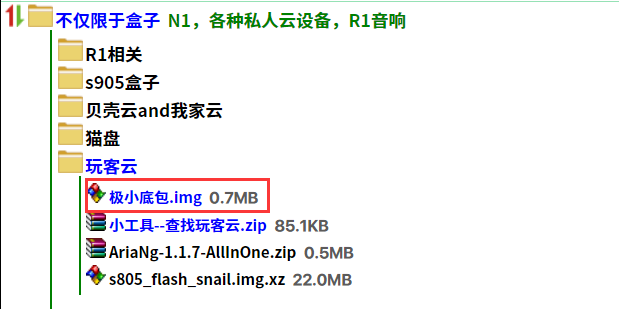 不仅限于盒子 N1，各种私人云设备，R1音响
R1相关
s905盒子
贝壳云and我家云
猫盘
玩客云
极小底包.img 0.7MB
小工具--查找玩客云.zip 85.1KB
AriaNg-1.1.7-AllInOne.zip 0.5MB
s805_flash_snail.img.xz 22.0MB